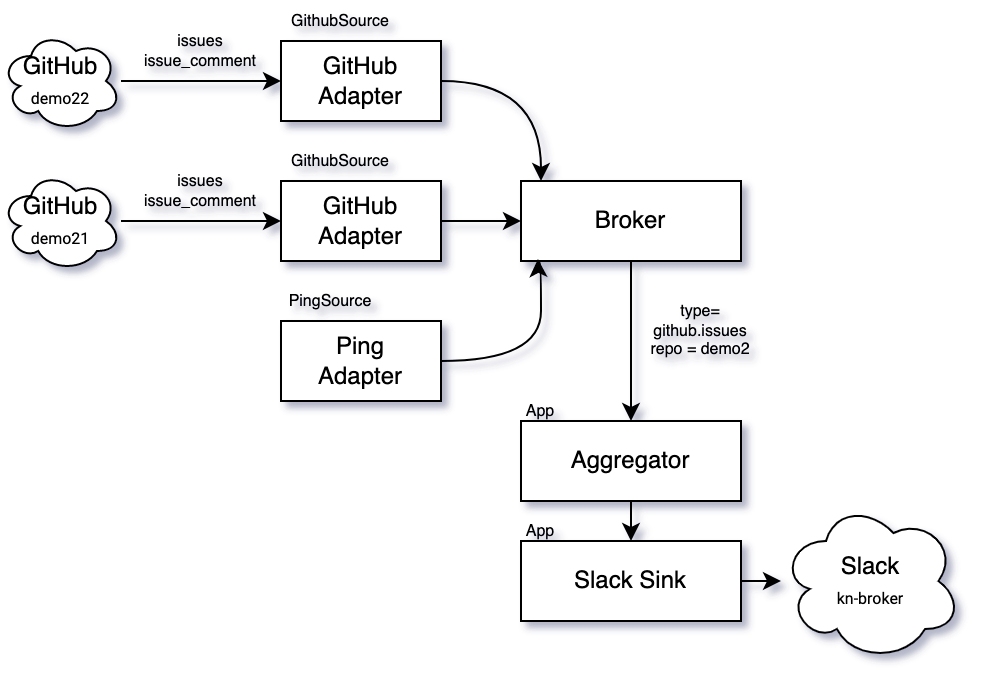 GithubSource
issues
issue_comment
GitHub
demo22
GitHub
Adapter
GithubSource
issues
issue_comment
GitHub
demo21
GitHub
Adapter
Broker
PingSource
Ping
Adapter
type=
github.issues
repo = demo2
App
Aggregator
App
Slack Sink
Slack
kn-broker